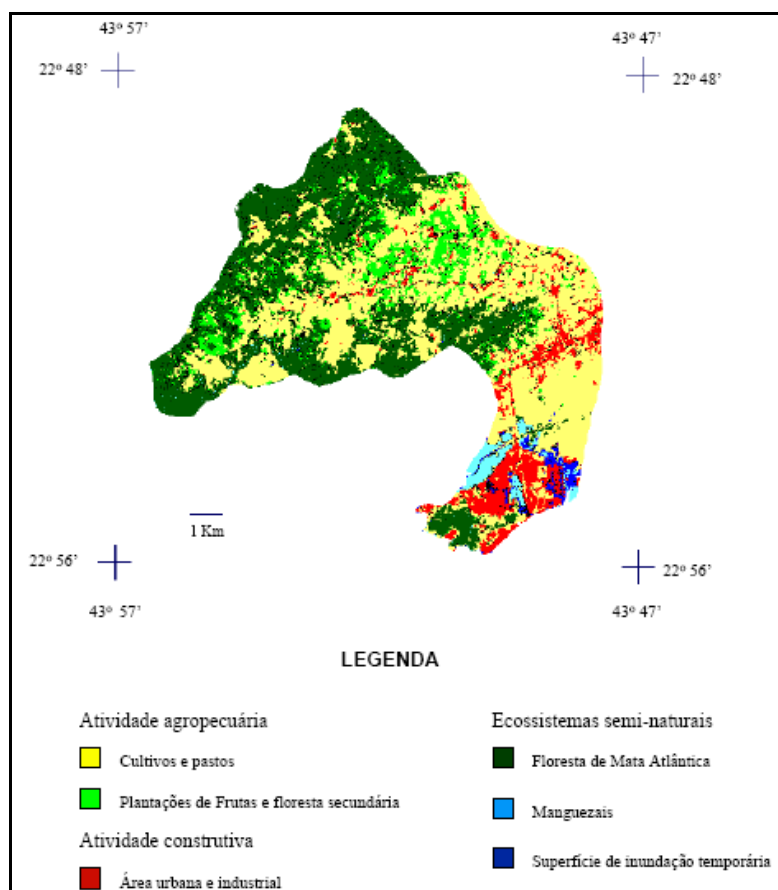 43º 57’
43º 47’
22º 48’
22º 48’
1 Km
22º 56’
22º 56’
43º 57’
43º 47’
LEGENDA
Atividade agropecuária
Cultivos e pastos
Plantações de Frutas e floresta secundária
Atividade construtiva
Área urbana e industrial
Ecossistemas semi-naturais
Floresta de Mata Atlântica
Manguezais
Superfície de inundação temporária